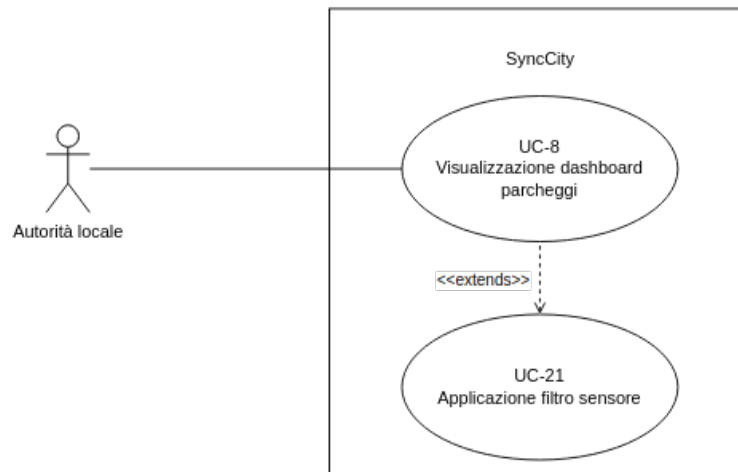 SyncCity
UC-8
Visualizzazione dashboard
parcheggi
Autorità locale
<<extends>>
UC-21
Applicazione filtro sensore